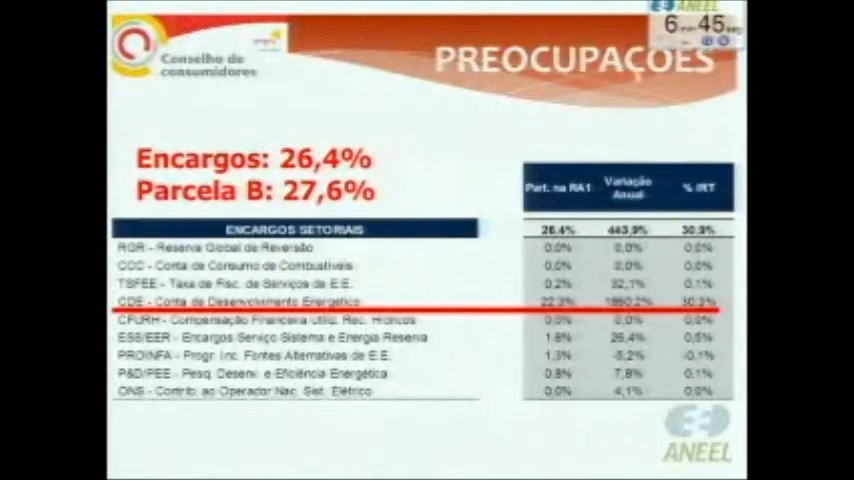 ANEEL
6 min 45 seg
Conselho de
consumidores
PREOCUPAÇÕES
Encargos: 26,4%
Parcela B: 27,6%
Part. na RA1 Variação Anual % IRT
ENCARGOS SETORIAIS 26,4% 443,9% 30,9%
RGR - Reserva Global de Reversão 0,0% 0,0% 0,0%
CCC - Conta de Consumo de Combustíveis 0,0% 0,0% 0,0%
TSFEE - Taxa de Fisc. de Serviços de E.E. 0,2% 32,1% 0,1%
CDE - Conta de Desenvolvimento Energético 22,3% 30,3%
CFURH - Compensação Financeira Utiliz. Rec. Hídricos 0,0% 0,0% 0,0%
ESS/EER - Encargos Serviço Sistema e Energia Reserva 1,8% 26,4% 0,5%
PROINFA - Progr. Inc. Fontes Alternativas de E.E. 1,3% -5,2% -0,1%
P&D/PEE - Pesq. Desenv. e Eficiência Energética 0,8% 7,8% 0,1%
ONS - Contrib. ao Operador Nac. Sist. Elétrico 0,0% 4,1% 0,0%
ANEEL